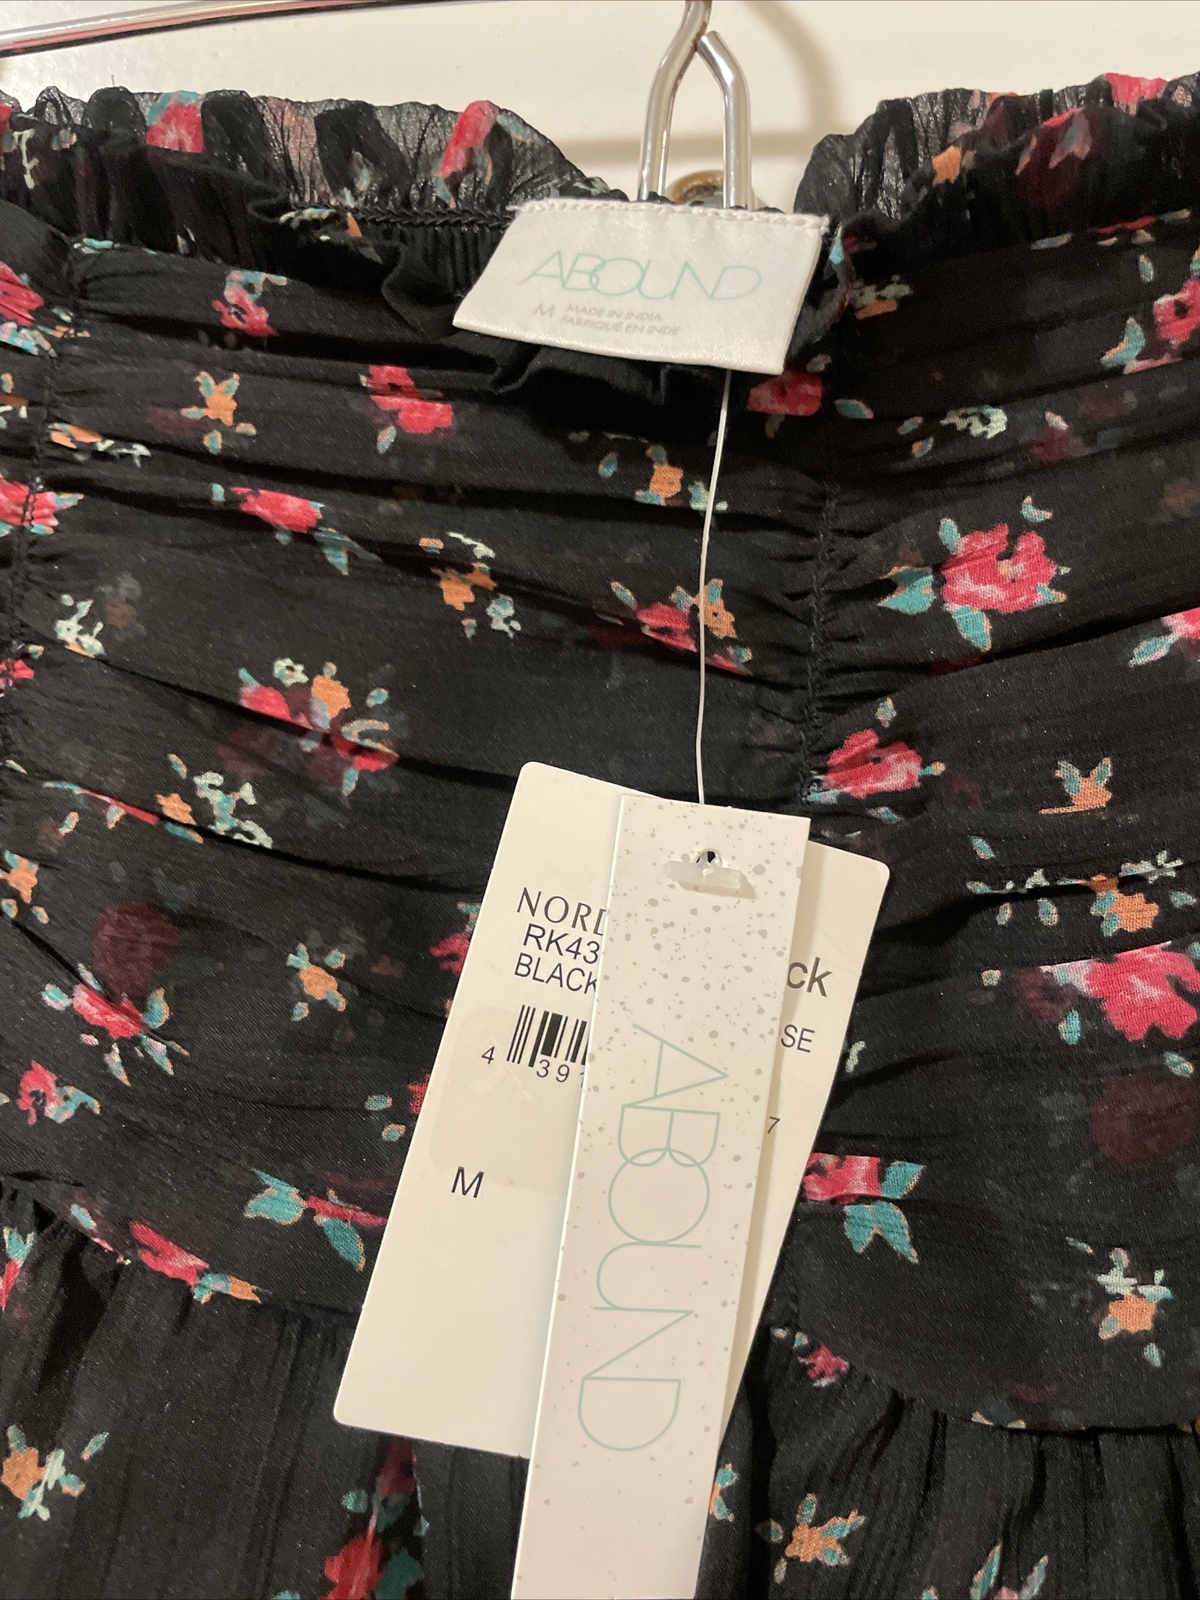 ABOUND
M MADE IN INDIA
FABRIQUÉ EN INDE
NORD
ck
RK43
BLACK
SE
4 39
7
M
ABOUND